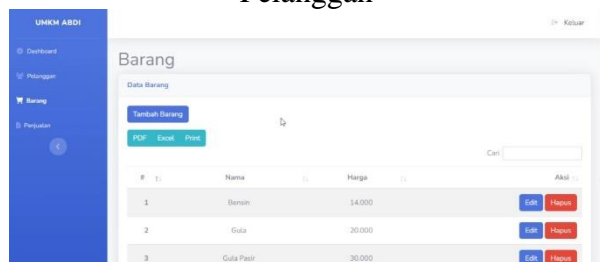 Pelanggan
UMKM ABDI
Keluar
Dashboard
Barang
Pelanggan
Data Barang
Barang
Tambah Barang
Penjualan
PDF Excel Print
Cari
# Nama Harga Aksi
1 Bensin 14.000 Edit Hapus
2 Gula 20.000 Edit Hapus
3 Gula Pasir 30.000 Edit Hapus